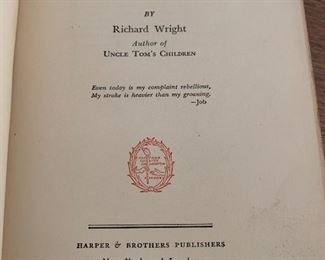 BY
Richard Wright
Author of
UNCLE TOM'S CHILDREN
Even today is my complaint rebellious,
My stroke is heavier than my groaning.
—Job
HARPER & BROTHERS PUBLISHERS